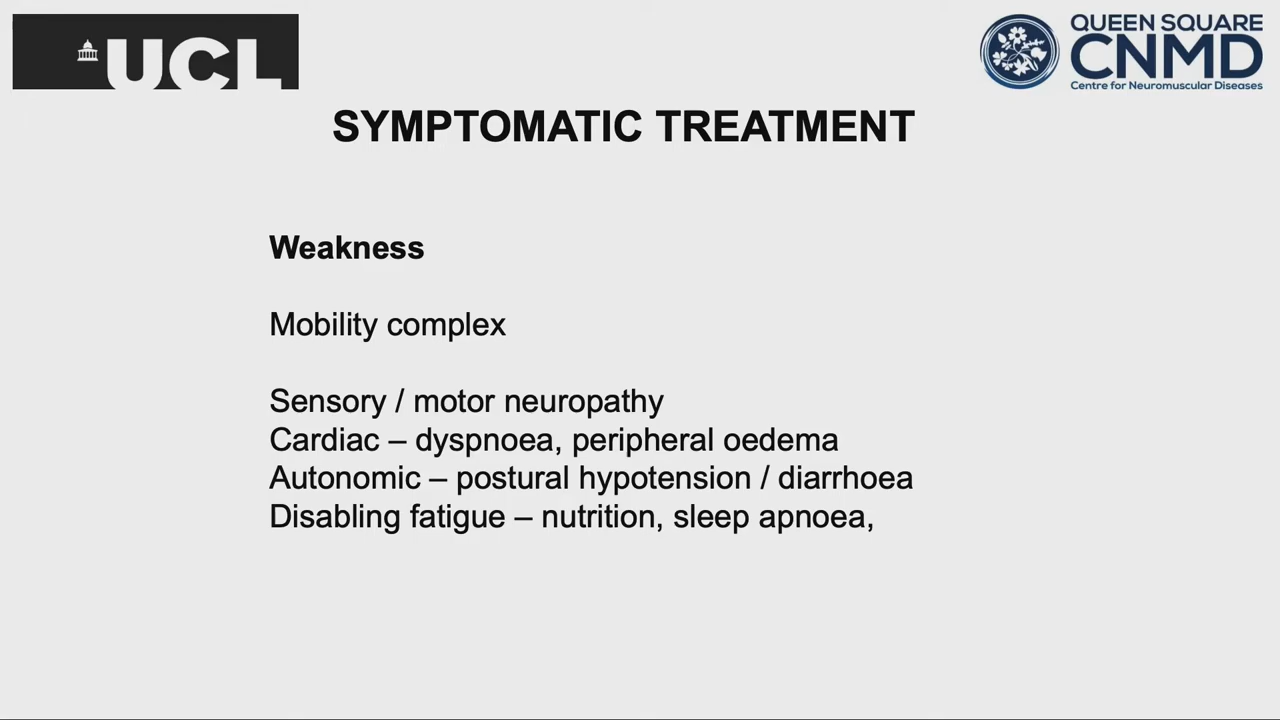 UCL
QUEEN SQUARE
CNMD
Centre for Neuromuscular Diseases
SYMPTOMATIC TREATMENT
Weakness
Mobility complex
Sensory / motor neuropathy
Cardiac – dyspnoea, peripheral oedema
Autonomic – postural hypotension / diarrhoea
Disabling fatigue – nutrition, sleep apnoea,